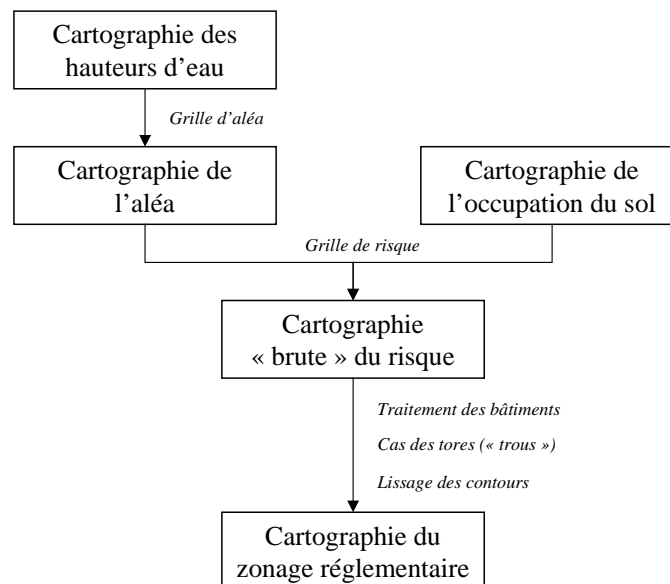 Cartographie des
hauteurs d'eau
Grille d'aléa
Cartographie de
l'aléa
Cartographie de
l'occupation du sol
Grille de risque
Cartographie
« brute » du risque
Traitement des bâtiments
Cas des tores (« trous »)
Lissage des contours
Cartographie du
zonage réglementaire